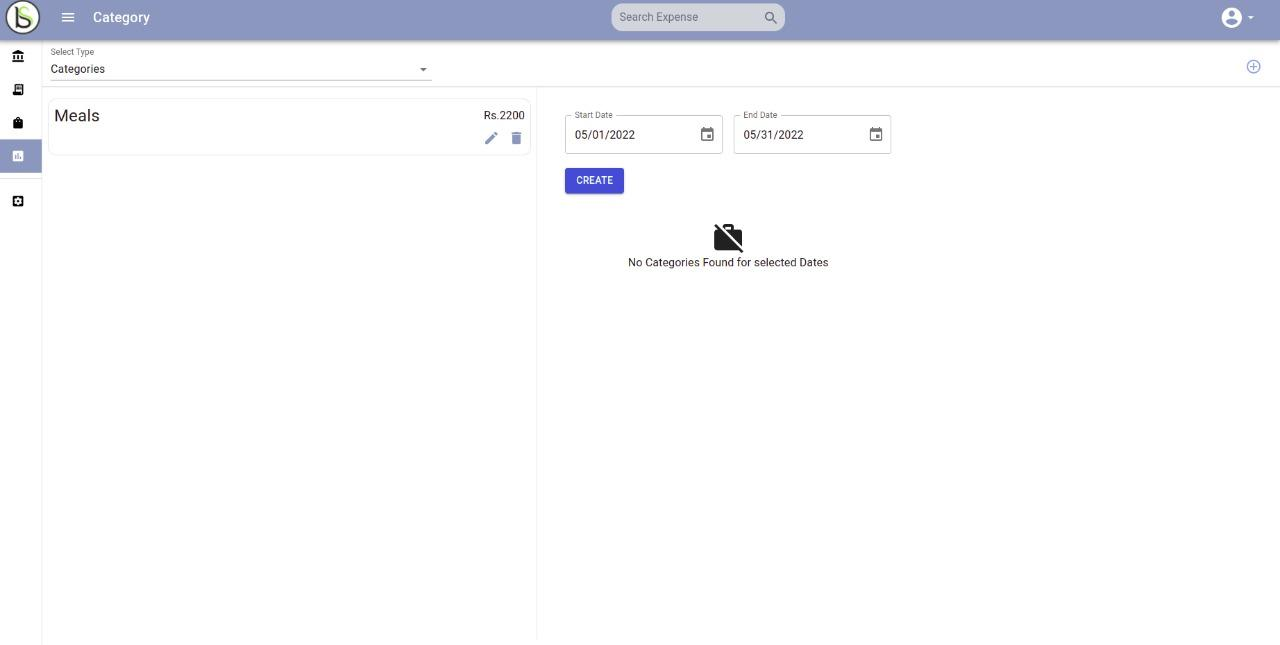 bs
Category
Search Expense
Select Type
Categories
Meals
Rs.2200
Start Date
05/01/2022
End Date
05/31/2022
CREATE
No Categories Found for selected Dates